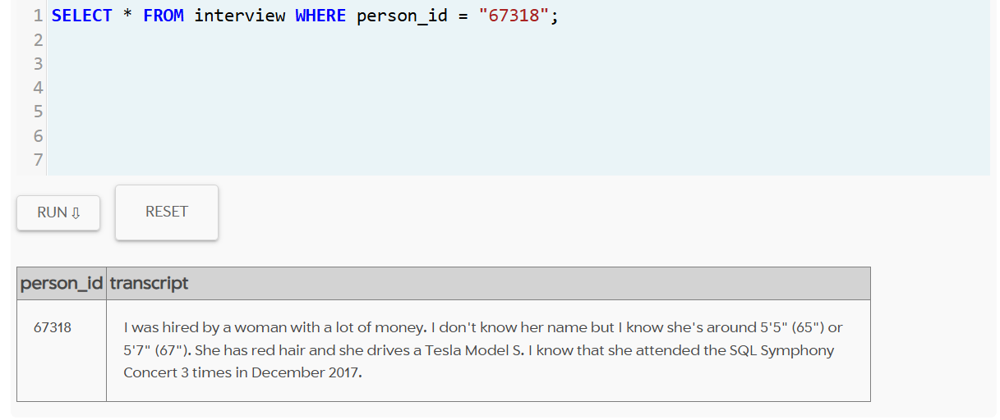 1 SELECT * FROM interview WHERE person_id = "67318";
2
3
4
5
6
7
RUN ⇩ RESET
person_id transcript
67318 I was hired by a woman with a lot of money. I don't know her name but I know she's around 5'5" (65") or
5'7" (67"). She has red hair and she drives a Tesla Model S. I know that she attended the SQL Symphony
Concert 3 times in December 2017.